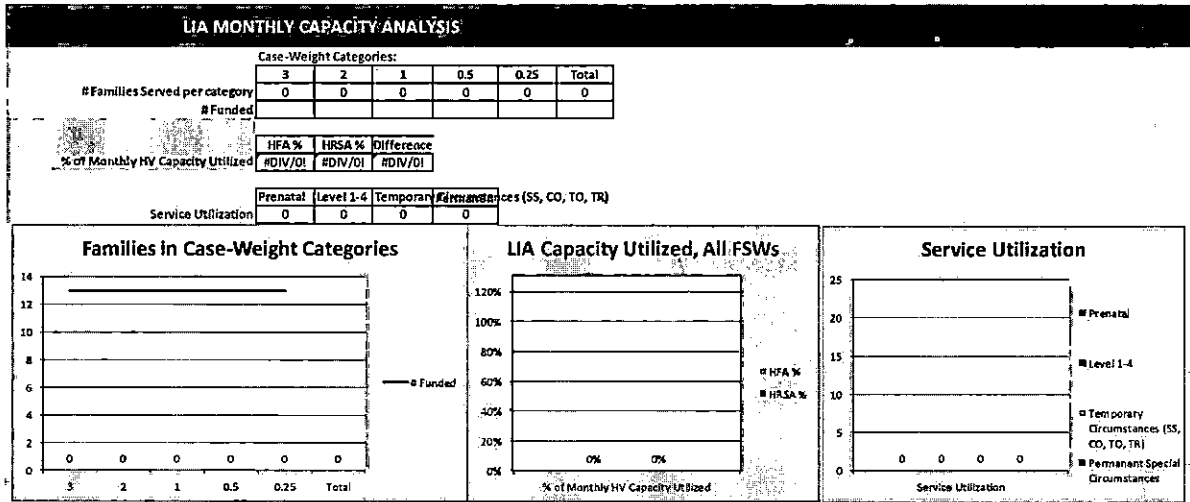 LIA MONTHLY CAPACITY ANALYSIS
Case-Weight Categories:
3 2 1 0.5 0.25 Total
# Families Served per category 0 0 0 0 0 0
# Funded
HFA % HRSA % Difference
% of Monthly HV Capacity Utilized #DIV/0! #DIV/0! #DIV/0!
Prenatal Level 1-4 Temporary Circumstances (SS, CO, TO, TR)
Service Utilization 0 0 0 0
Families in Case-Weight Categories
14
12
10
8
6
4
2
0
0 0 0 0 0 0
3 2 1 0.5 0.25 Total
# Funded
LIA Capacity Utilized, All FSWs
120%
100%
80%
60%
40%
20%
0%
0% 0%
% of Monthly HV Capacity Utilized
# HFA %
HRSA %
Service Utilization
25
20
15
10
5
0
0 0 0 0
Service Utilization
Prenatal
Level 1-4
Temporary
Circumstances (SS,
CO, TO, TR)
Permanent Special
Circumstances